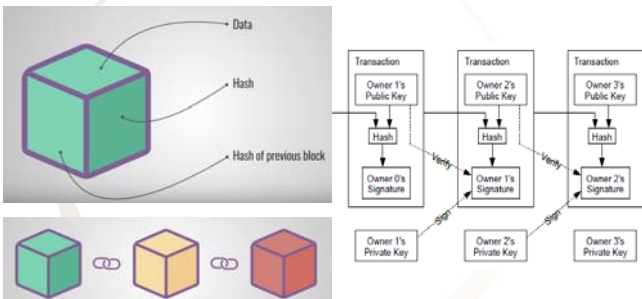 Data
Hash
Hash of previous block
Transaction
Owner 1's
Public Key
Hash
Owner 0's
Signature
Owner 1's
Private Key
Transaction
Owner 2's
Public Key
Hash
Verify
Owner 1's
Signature
Sign
Owner 2's
Private Key
Transaction
Owner 3's
Public Key
Hash
Verify
Owner 2's
Signature
Sign
Owner 3's
Private Key